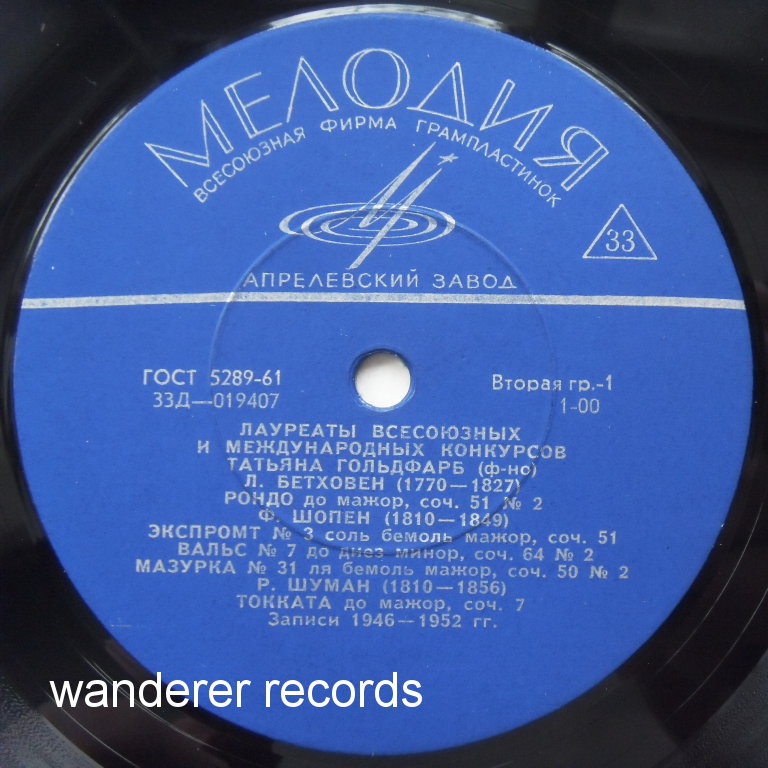 МЕЛОДИЯ
ВСЕСОЮЗНАЯ ФИРМА ГРАМПЛАСТИНОК
33
АПРЕЛЕВСКИЙ ЗАВОД
ГОСТ 5289-61 Вторая гр.-1
33Д—019407 1-00
ЛАУРЕАТЫ ВСЕСОЮЗНЫХ
И МЕЖДУНАРОДНЫХ КОНКУРСОВ
ТАТЬЯНА ГОЛЬДФАРБ (ф-но)
Л. БЕТХОВЕН (1770—1827)
РОНДО до мажор, соч. 51 № 2
Ф. ШОПЕН (1810—1849)
ЭКСПРОМТ № 3 соль бемоль мажор, соч. 51
ВАЛЬС № 7 до диез минор, соч. 64 № 2
МАЗУРКА № 31 ля бемоль мажор, соч. 50 № 2
Р. ШУМАН (1810—1856)
ТОККАТА до мажор, соч. 7
Записи 1946—1952 гг.
wanderer records